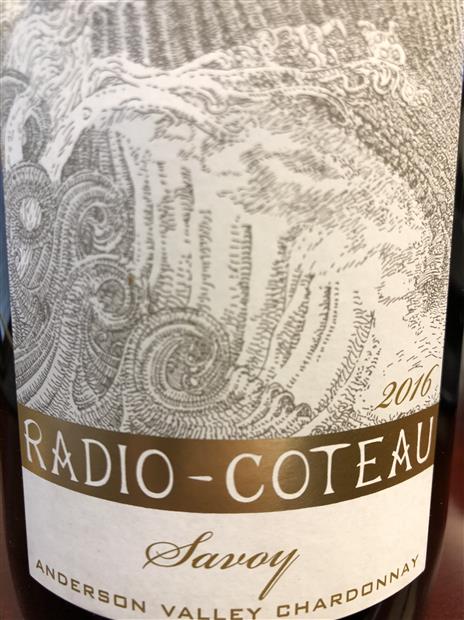 2016
RADIO-COTEAU
Savoy
ANDERSON VALLEY CHARDONNAY